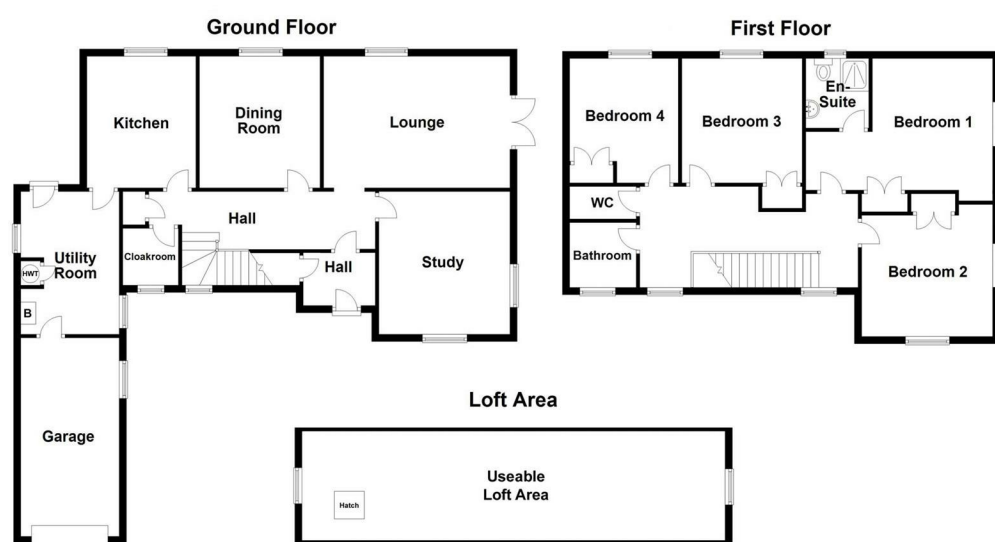 Ground Floor
Kitchen
Dining
Room
Lounge
Hall
Cloakroom
Hall
Study
Utility
Room
HWT
B
Garage
First Floor
Bedroom 4
Bedroom 3
En-
Suite
Bedroom 1
WC
Bathroom
Bedroom 2
Loft Area
Useable
Loft Area
Hatch